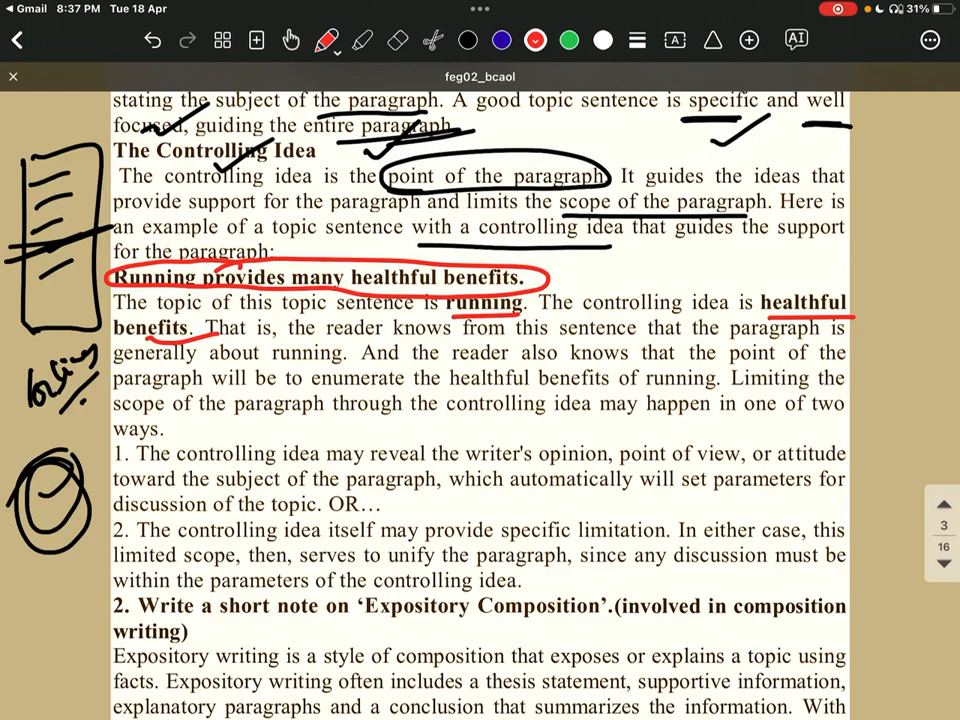 Gmail 8:37 PM Tue 18 Apr 31%
A AI
feg02_bcaol
stating the subject of the paragraph. A good topic sentence is specific and well
focused, guiding the entire paragraph.
The Controlling Idea
The controlling idea is the point of the paragraph. It guides the ideas that
provide support for the paragraph and limits the scope of the paragraph. Here is
an example of a topic sentence with a controlling idea that guides the support
for the paragraph:
Running provides many healthful benefits.
The topic of this topic sentence is running. The controlling idea is healthful
benefits. That is, the reader knows from this sentence that the paragraph is
generally about running. And the reader also knows that the point of the
paragraph will be to enumerate the healthful benefits of running. Limiting the
scope of the paragraph through the controlling idea may happen in one of two
ways.
1. The controlling idea may reveal the writer's opinion, point of view, or attitude
toward the subject of the paragraph, which automatically will set parameters for
discussion of the topic. OR…
2. The controlling idea itself may provide specific limitation. In either case, this
limited scope, then, serves to unify the paragraph, since any discussion must be
within the parameters of the controlling idea.
2. Write a short note on ‘Expository Composition’.(involved in composition
writing)
Expository writing is a style of composition that exposes or explains a topic using
facts. Expository writing often includes a thesis statement, supportive information,
explanatory paragraphs and a conclusion that summarizes the information. With
3
16